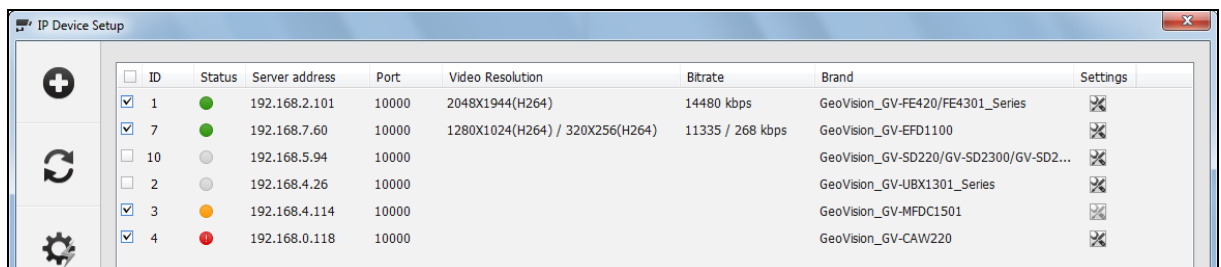 IP Device Setup
ID Status Server address Port Video Resolution Bitrate Brand Settings
1 192.168.2.101 10000 2048X1944(H264) 14480 kbps GeoVision_GV-FE420/FE4301_Series
7 192.168.7.60 10000 1280X1024(H264) / 320X256(H264) 11335 / 268 kbps GeoVision_GV-EFD1100
10 192.168.5.94 10000 GeoVision_GV-SD220/GV-SD2300/GV-SD2...
2 192.168.4.26 10000 GeoVision_GV-UBX1301_Series
3 192.168.4.114 10000 GeoVision_GV-MFDC1501
4 192.168.0.118 10000 GeoVision_GV-CAW220